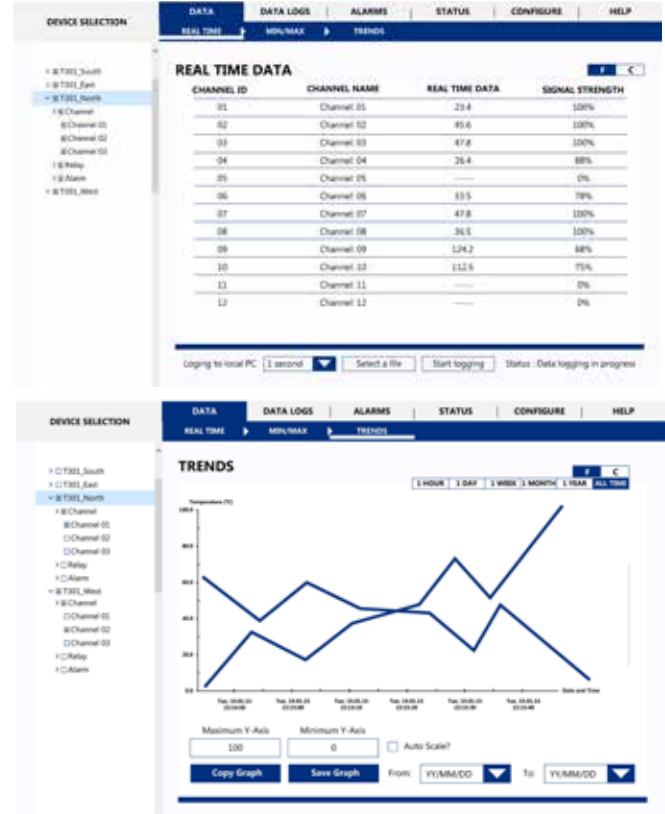 DEVICE SELECTION
DATA DATA LOGS | ALARMS | STATUS | CONFIGURE | HELP
REAL TIME MIN/MAX TRENDS
T301_South
T301_East
T301_North
Channel
Channel 01
Channel 02
Channel 03
Relay
Alarm
T301_West
REAL TIME DATA
F C
CHANNEL ID CHANNEL NAME REAL TIME DATA SIGNAL STRENGTH
01 Channel 01 23.4 100%
02 Channel 02 45.6 100%
03 Channel 03 47.8 100%
04 Channel 04 26.4 88%
05 Channel 05 ------ 0%
06 Channel 06 33.5 78%
07 Channel 07 47.8 100%
08 Channel 08 36.5 100%
09 Channel 09 124.2 88%
10 Channel 10 112.6 75%
11 Channel 11 ------ 0%
12 Channel 12 ------ 0%
Loging to local PC 1 second Select a file Start logging Status : Data logging in progress
DEVICE SELECTION
DATA DATA LOGS | ALARMS | STATUS | CONFIGURE | HELP
REAL TIME MIN/MAX TRENDS
T301_South
T301_East
T301_North
Channel
Channel 01
Channel 02
Channel 03
Relay
Alarm
T301_West
Channel
Channel 01
Channel 02
Channel 03
Relay
Alarm
TRENDS
F C
1 HOUR 1 DAY 1 WEEK 1 MONTH 1 YEAR ALL TIME
Temperature (°C)
100.0
80.0
60.0
40.0
20.0
0.0
Date and Time
Maximum Y-Axis Minimum Y-Axis
100 0 Auto Scale?
Copy Graph Save Graph From: YY/MM/DD To: YY/MM/DD